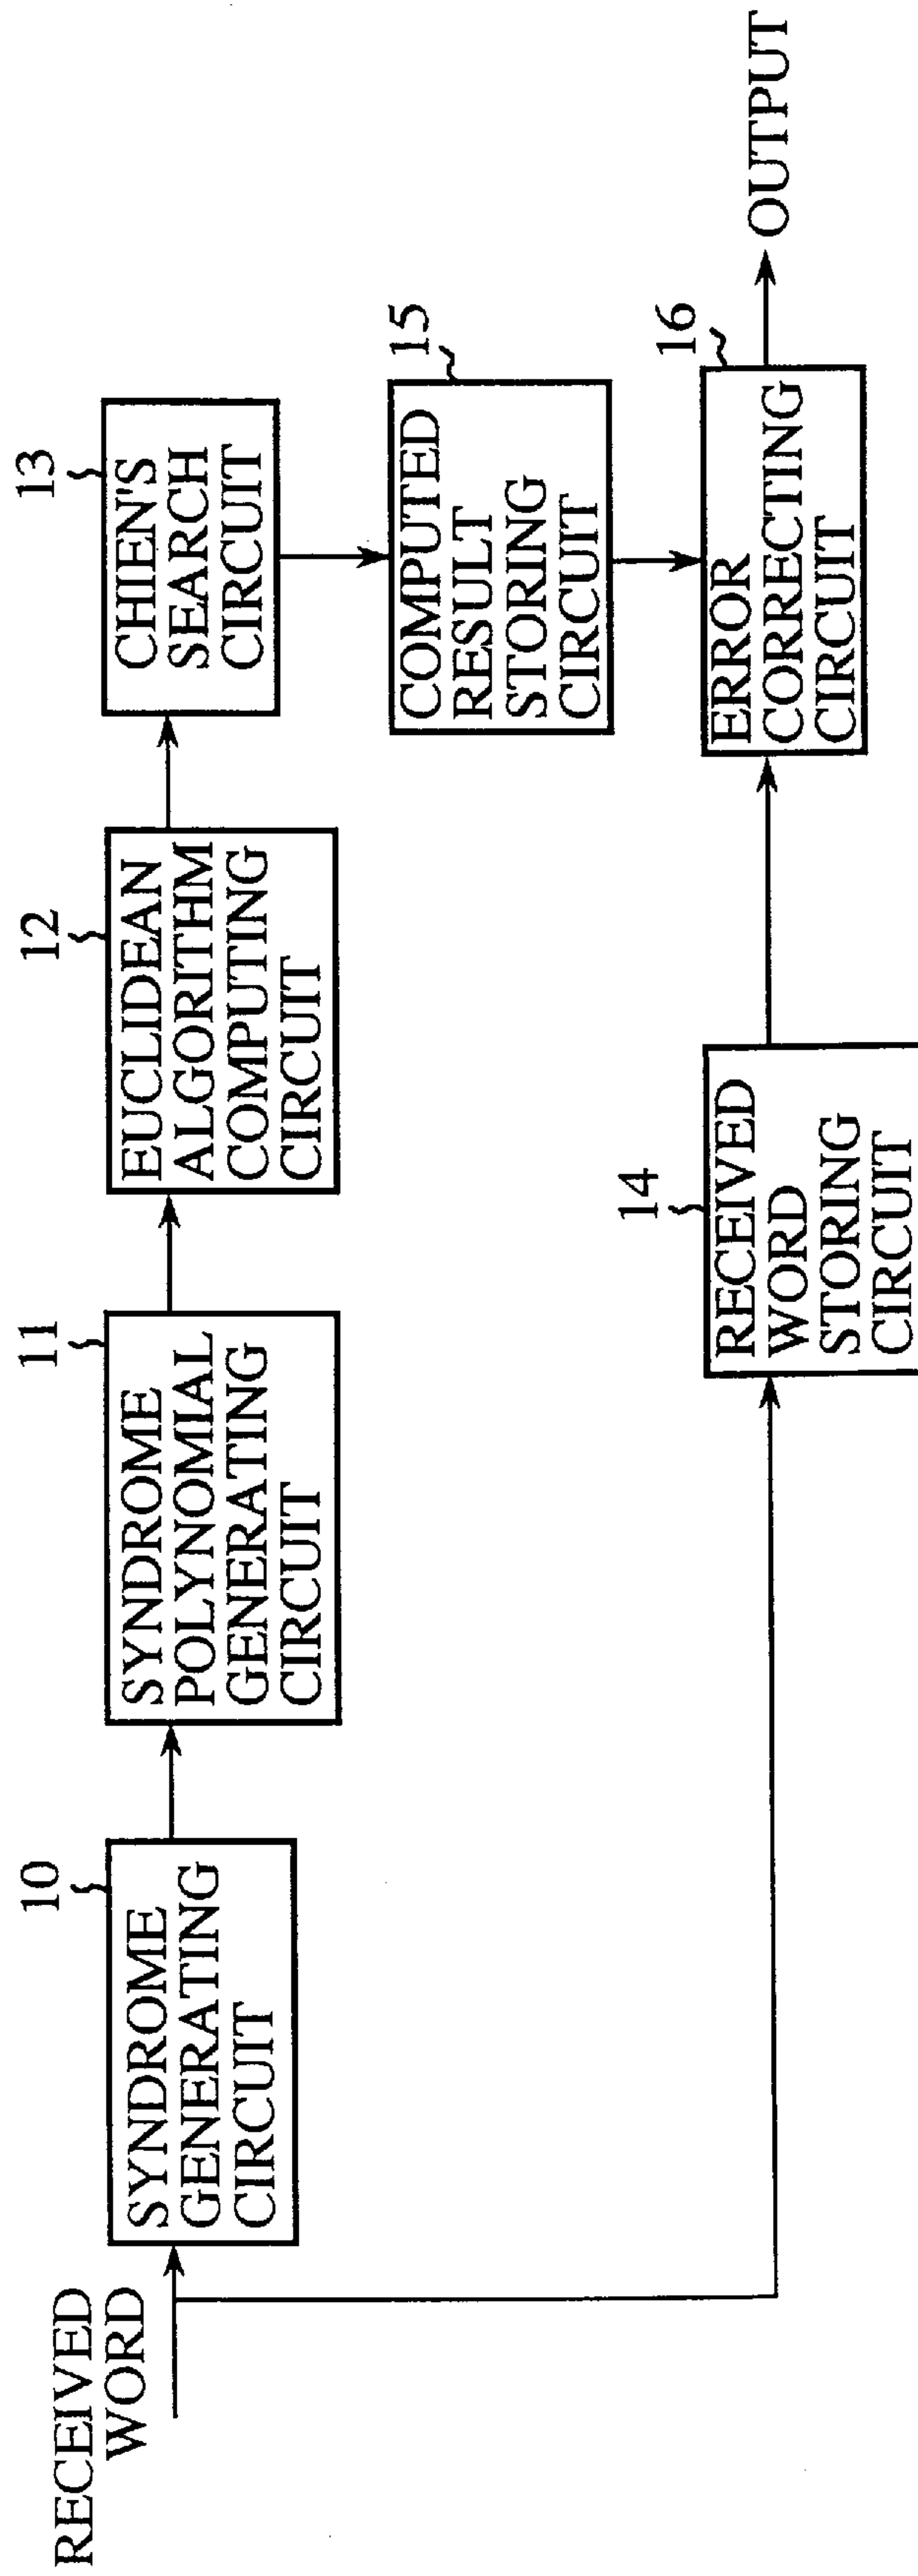 RECEIVED
WORD
10
SYNDROME
GENERATING
CIRCUIT
11
SYNDROME
POLYNOMIAL
GENERATING
CIRCUIT
12
EUCLIDEAN
ALGORITHM
COMPUTING
CIRCUIT
13
CHIEN'S
SEARCH
CIRCUIT
15
COMPUTED
RESULT
STORING
CIRCUIT
14
RECEIVED
WORD
STORING
CIRCUIT
16
ERROR
CORRECTING
CIRCUIT
OUTPUT